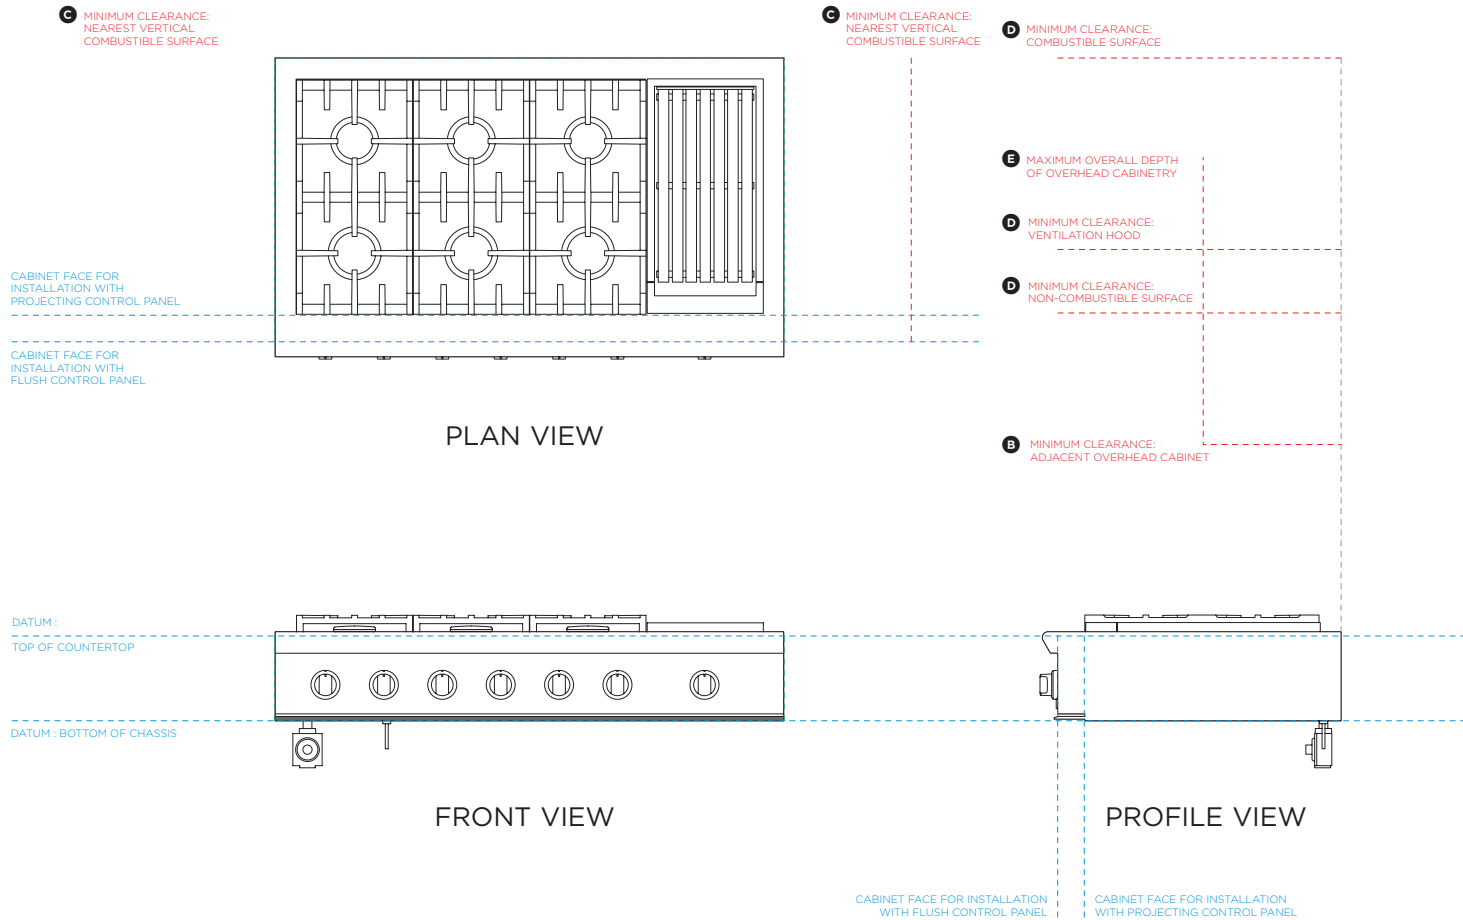 C MINIMUM CLEARANCE:
NEAREST VERTICAL
COMBUSTIBLE SURFACE
C MINIMUM CLEARANCE:
NEAREST VERTICAL
COMBUSTIBLE SURFACE
D MINIMUM CLEARANCE:
COMBUSTIBLE SURFACE
E MAXIMUM OVERALL DEPTH
OF OVERHEAD CABINETRY
D MINIMUM CLEARANCE:
VENTILATION HOOD
D MINIMUM CLEARANCE:
NON-COMBUSTIBLE SURFACE
B MINIMUM CLEARANCE:
ADJACENT OVERHEAD CABINET
CABINET FACE FOR
INSTALLATION WITH
PROJECTING CONTROL PANEL
CABINET FACE FOR
INSTALLATION WITH
FLUSH CONTROL PANEL
PLAN VIEW
DATUM :
TOP OF COUNTERTOP
DATUM : BOTTOM OF CHASSIS
FRONT VIEW
PROFILE VIEW
CABINET FACE FOR INSTALLATION
WITH FLUSH CONTROL PANEL
CABINET FACE FOR INSTALLATION
WITH PROJECTING CONTROL PANEL